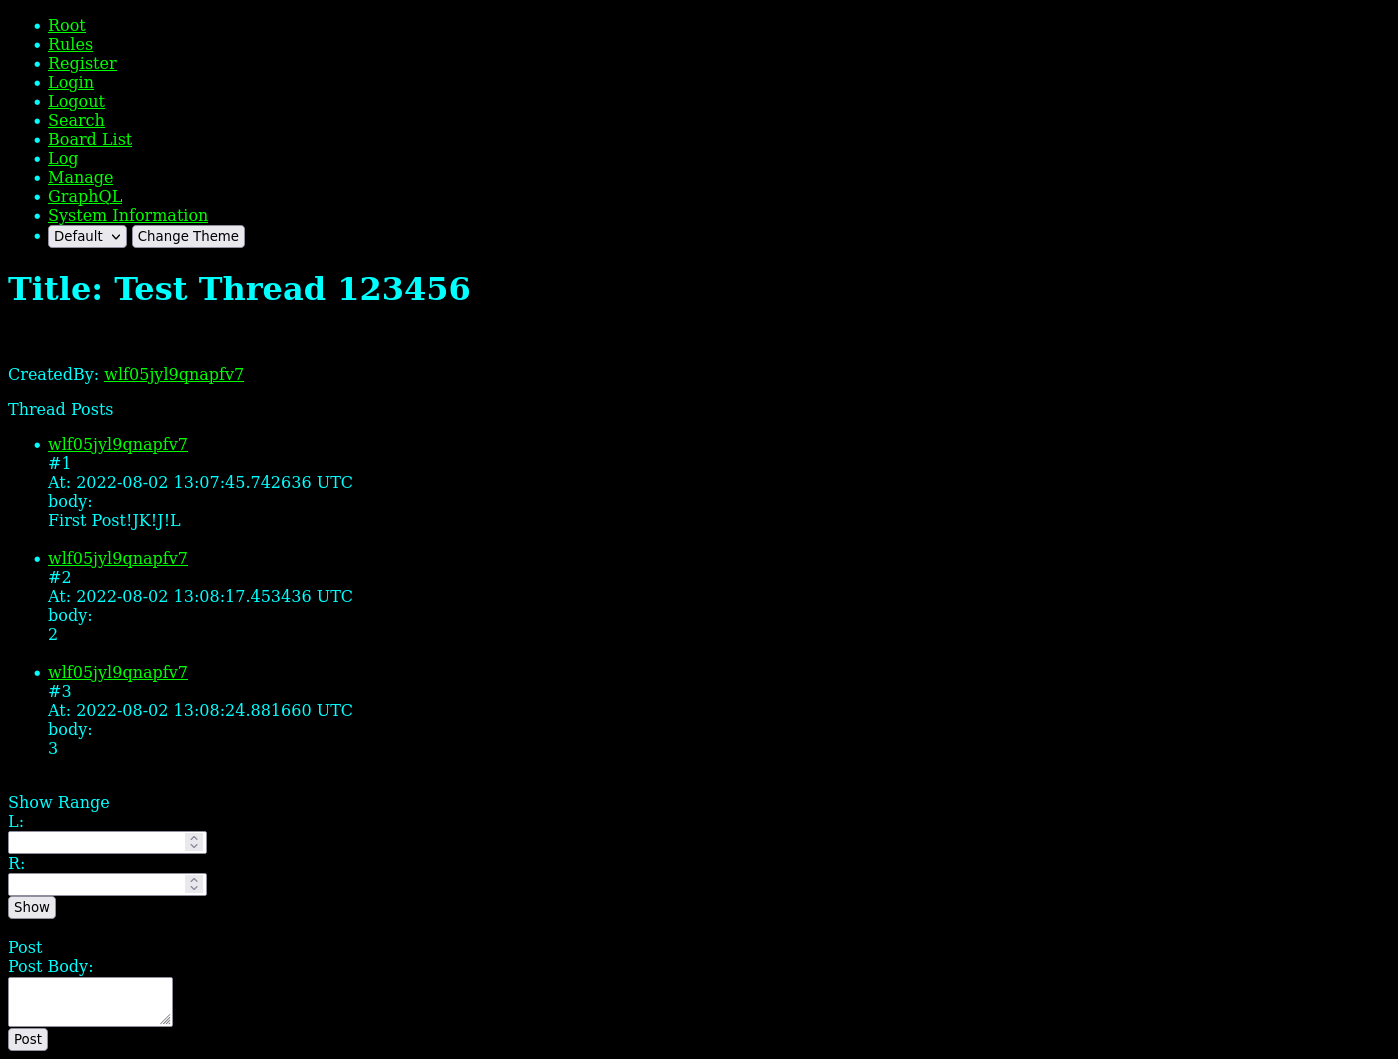 Root
Rules
Register
Login
Logout
Search
Board List
Log
Manage
GraphQL
System Information
Default Change Theme
Title: Test Thread 123456
CreatedBy: wlf05jyl9qnapfv7
Thread Posts
wlf05jyl9qnapfv7
#1
At: 2022-08-02 13:07:45.742636 UTC
body:
First Post!JK!J!L
wlf05jyl9qnapfv7
#2
At: 2022-08-02 13:08:17.453436 UTC
body:
2
wlf05jyl9qnapfv7
#3
At: 2022-08-02 13:08:24.881660 UTC
body:
3
Show Range
L:
R:
Show
Post
Post Body:
Post